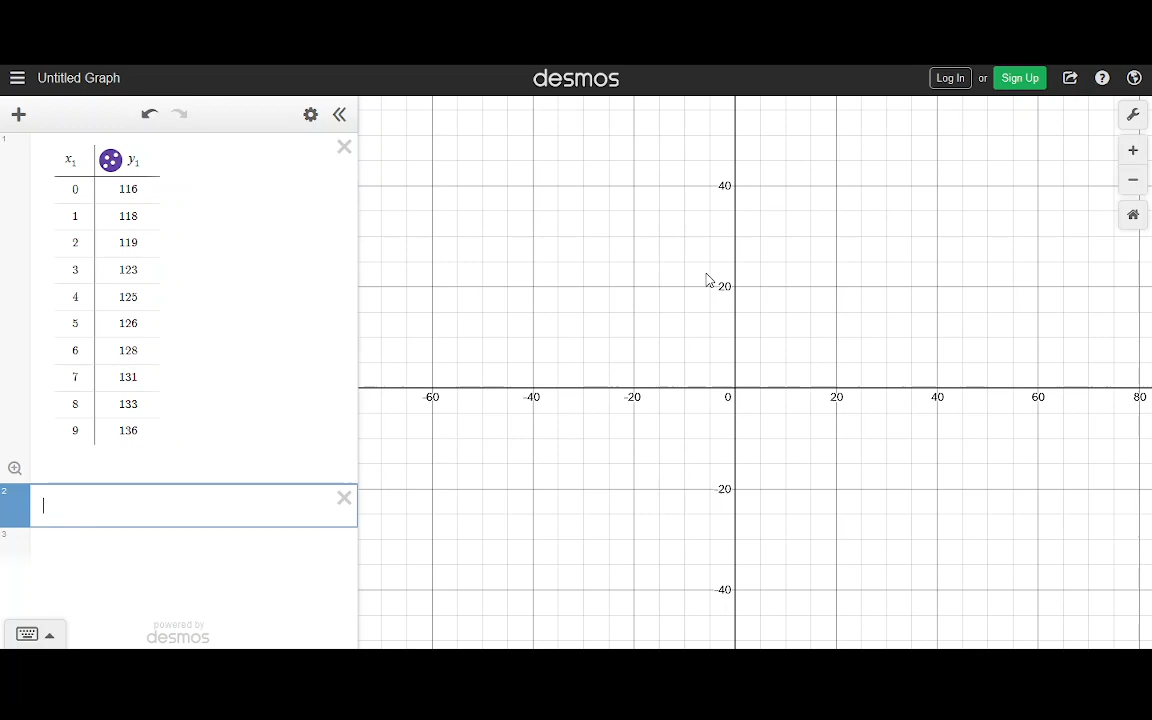 Untitled Graph
desmos
Log In or Sign Up
1
x₁ y₁
0 116
1 118
2 119
3 123
4 125
5 126
6 128
7 131
8 133
9 136
2
3
powered by
desmos
40
20
-60 -40 -20 0 20 40 60 80
-20
-40